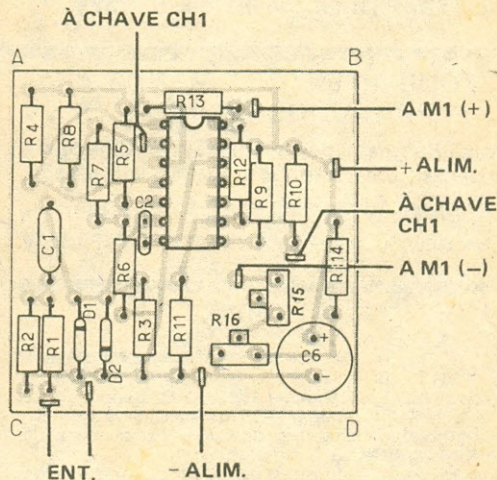 À CHAVE CH1
A
B
R13
A M1 (+)
R4
R8
R7
R5
R12
R9
R10
+ ALIM.
C2
À CHAVE
CH1
C1
R6
R14
A M1 (–)
R15
D1
R2
R1
R3
R11
R16
C6
+
-
D2
C
D
ENT.
– ALIM.